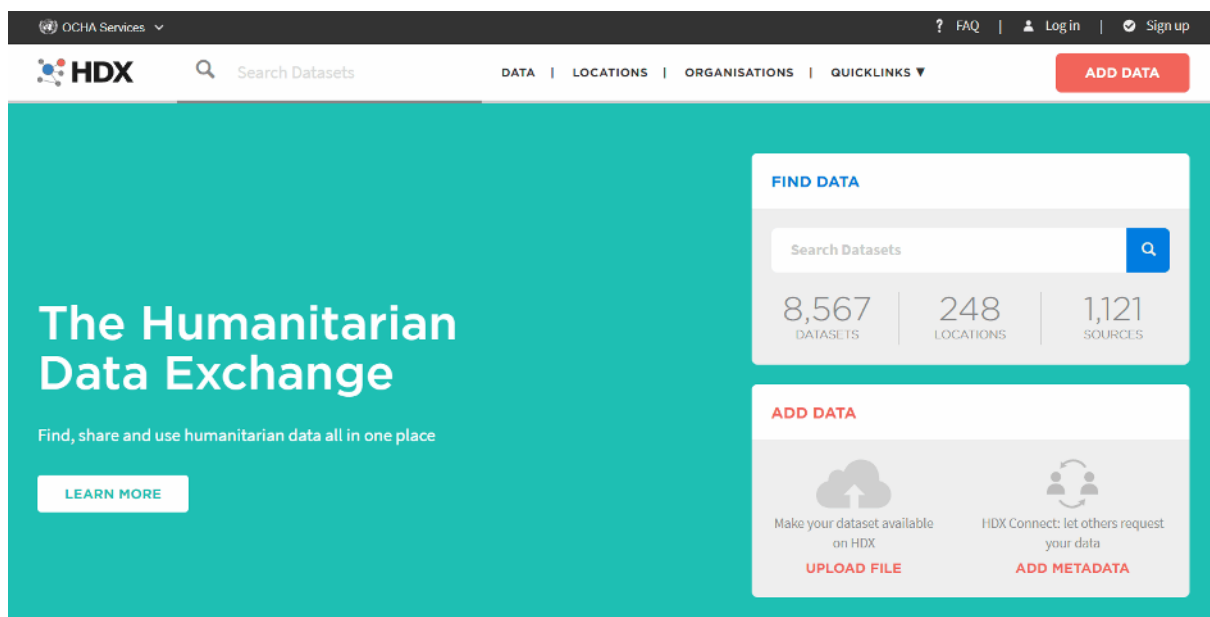 OCHA Services
? FAQ | Log in | Sign up
HDX
Search Datasets
DATA | LOCATIONS | ORGANISATIONS | QUICKLINKS ▼
ADD DATA
The Humanitarian
Data Exchange
Find, share and use humanitarian data all in one place
LEARN MORE
FIND DATA
Search Datasets
8,567 248 1,121
DATASETS LOCATIONS SOURCES
ADD DATA
Make your dataset available
on HDX
UPLOAD FILE
HDX Connect: let others request
your data
ADD METADATA